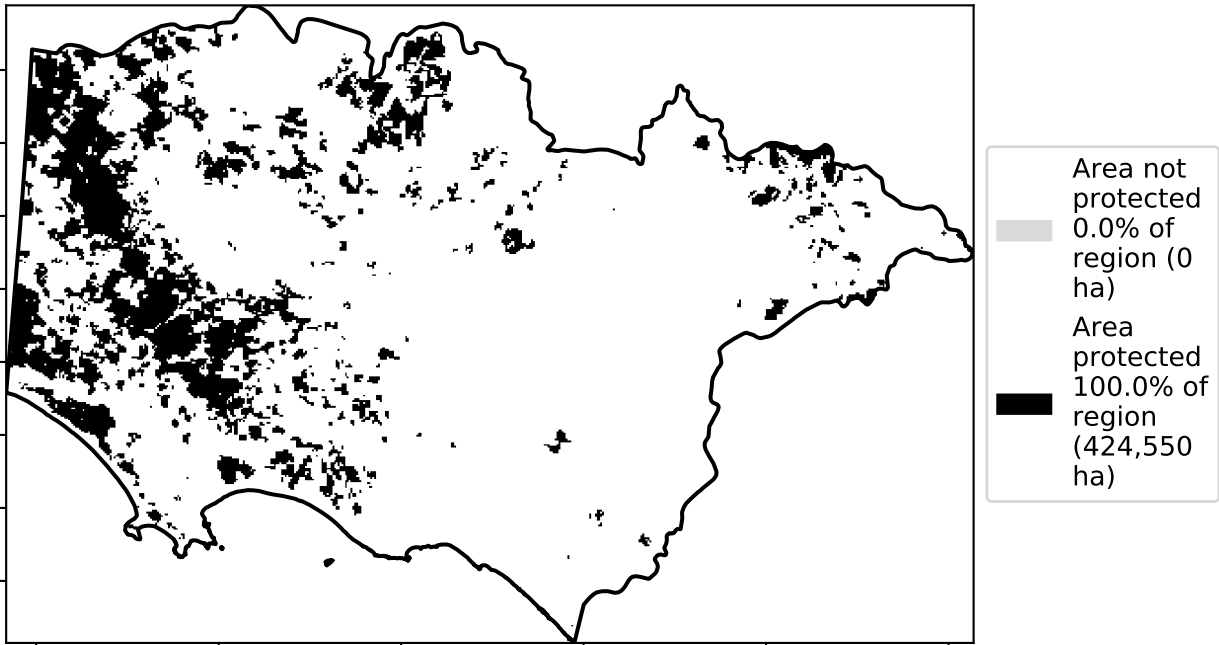 Area not
protected
0.0% of
region (0
ha)
Area
protected
100.0% of
region
(424,550
ha)